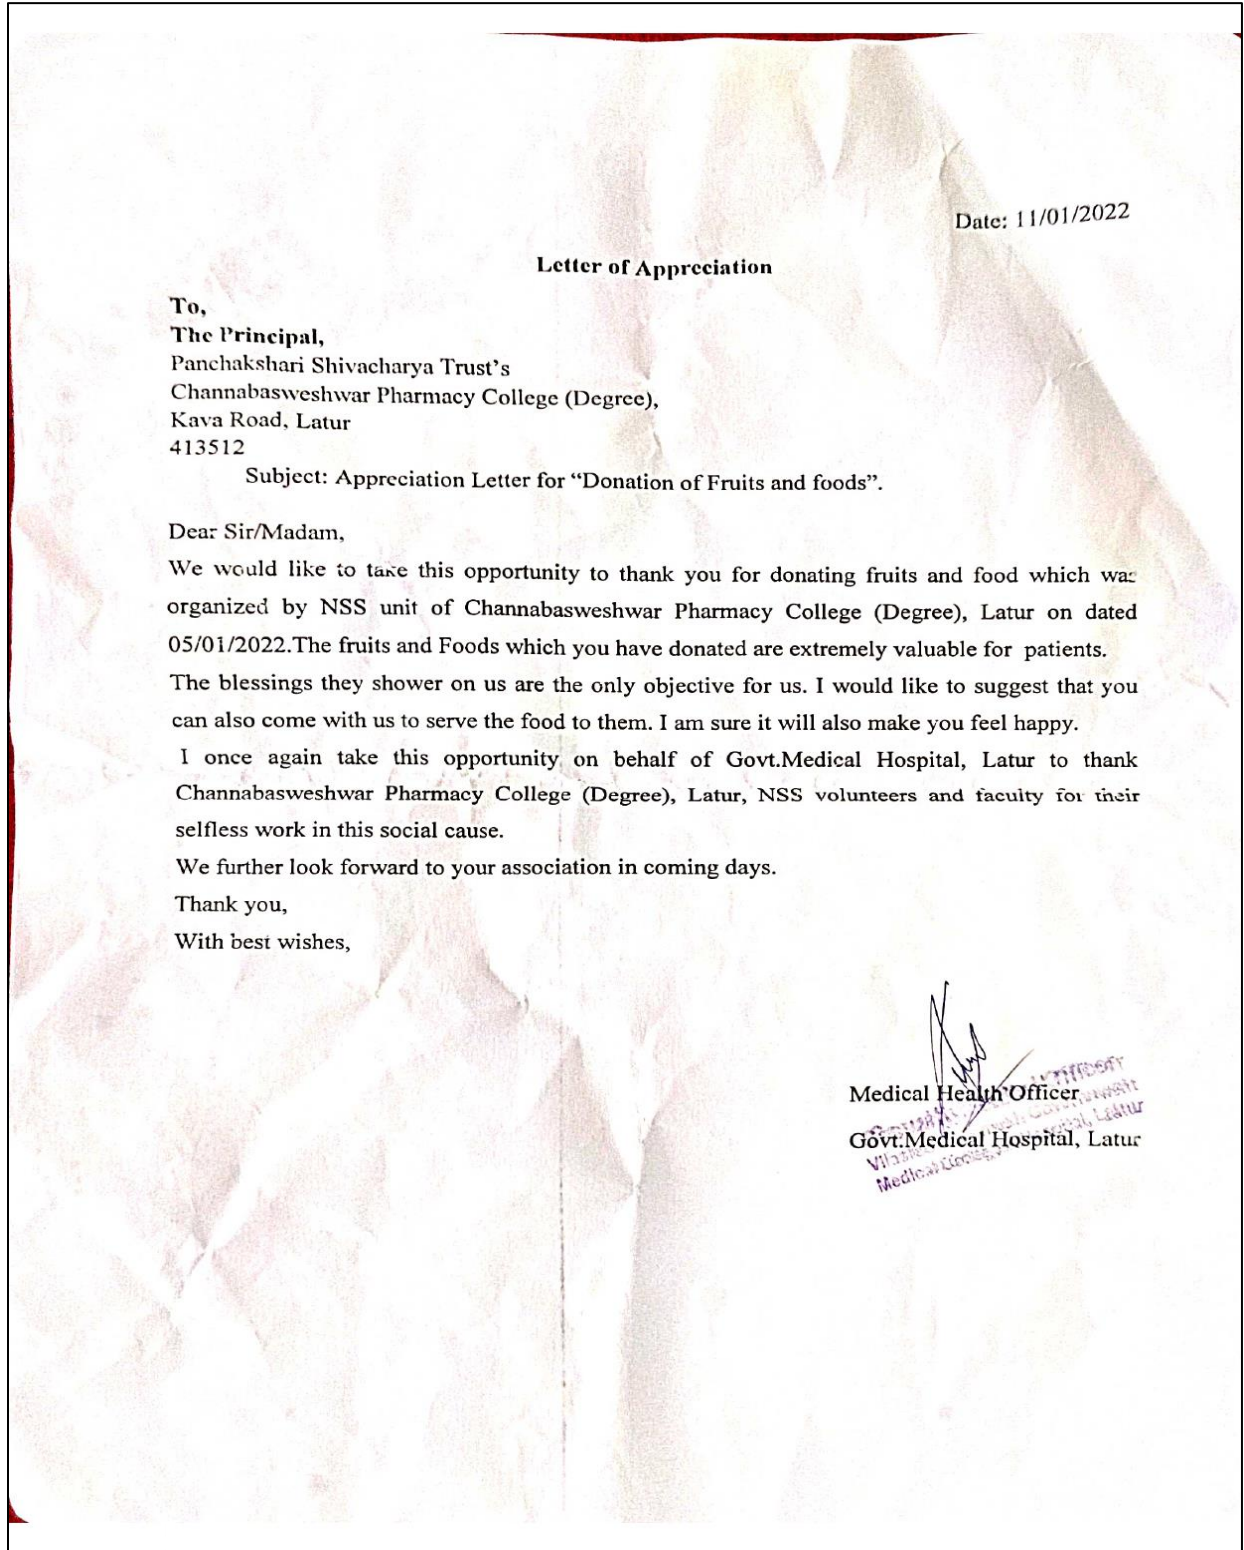 Date: 11/01/2022
Letter of Appreciation
To,
The Principal,
Panchakshari Shivacharya Trust's
Channabasweshwar Pharmacy College (Degree),
Kava Road, Latur
413512
Subject: Appreciation Letter for “Donation of Fruits and foods”.
Dear Sir/Madam,
We would like to take this opportunity to thank you for donating fruits and food which was
organized by NSS unit of Channabasweshwar Pharmacy College (Degree), Latur on dated
05/01/2022.The fruits and Foods which you have donated are extremely valuable for patients.
The blessings they shower on us are the only objective for us. I would like to suggest that you
can also come with us to serve the food to them. I am sure it will also make you feel happy.
I once again take this opportunity on behalf of Govt.Medical Hospital, Latur to thank
Channabasweshwar Pharmacy College (Degree), Latur, NSS volunteers and faculty for their
selfless work in this social cause.
We further look forward to your association in coming days.
Thank you,
With best wishes,
Medical Health Officer
Govt.Medical Hospital, Latur
Latur
Medical